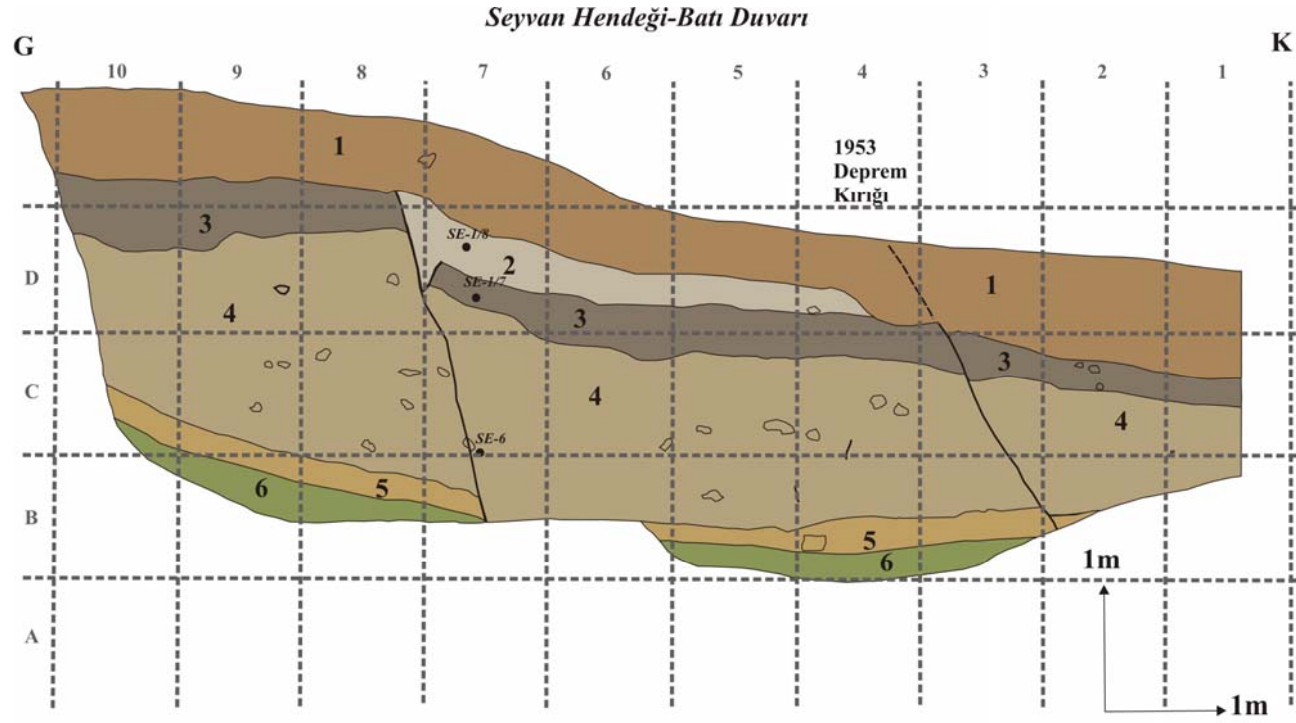 Seyvan Hendeği-Batı Duvarı
G
K
10 9 8 7 6 5 4 3 2 1
1
1953
Deprem
Kırığı
3
SE-1/8
2
D
SE-1/7
1
4
3
3
C
4
4
SE-6
6
5
B
5
6
1m
A
1m